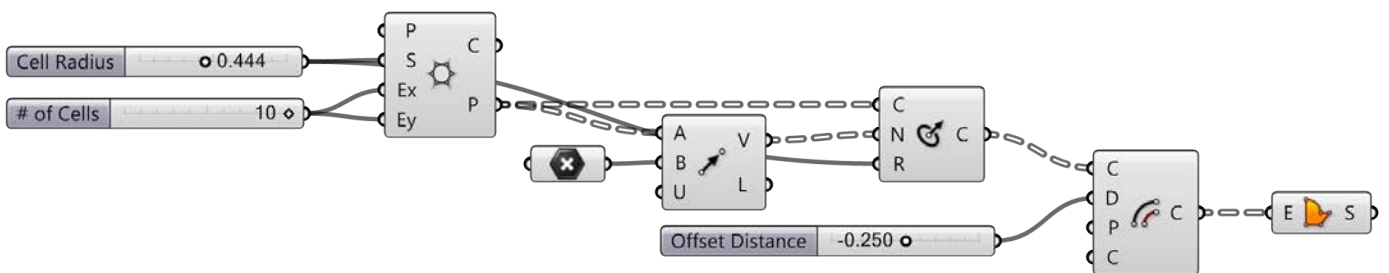 Cell Radius 0.444
# of Cells 10
P
S
Ex
Ey
C
P
A
B
U
V
L
C
N
R
C
Offset Distance -0.250
C
D
P
C
C
E S